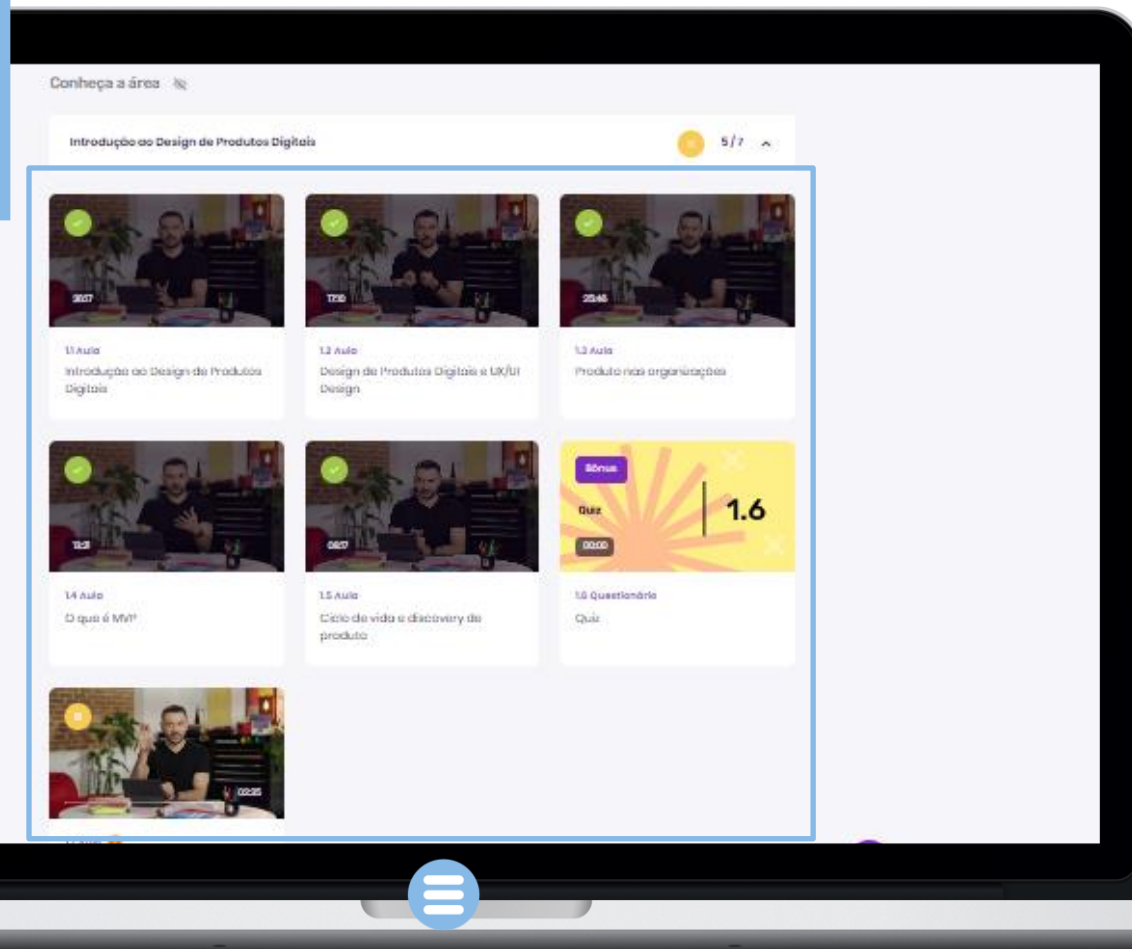 Conheça a área
Introdução ao Design de Produtos Digitais
5/7
1.1 Aula
Introdução ao Design de Produtos
Digitais
1.2 Aula
Design de Produtos Digitais e UX/UI
Design
1.3 Aula
Produto nas organizações
1.4 Aula
O que é MVP
1.5 Aula
Ciclo de vida e discovery de
produto
Bônus
Quiz
1.6
00:00
1.6 Questionário
Quiz